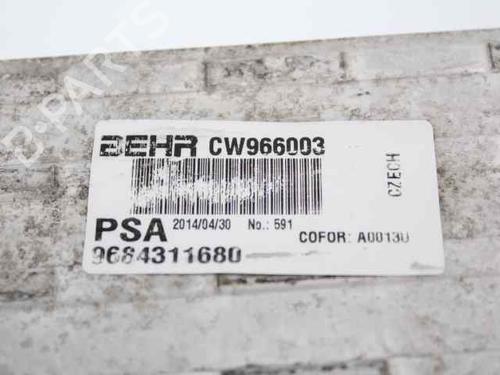 B-PARTS
BEHR CW966003
CZECH
PSA 2014/04/30 No.: 591
COFOR: A0013U
9684311680